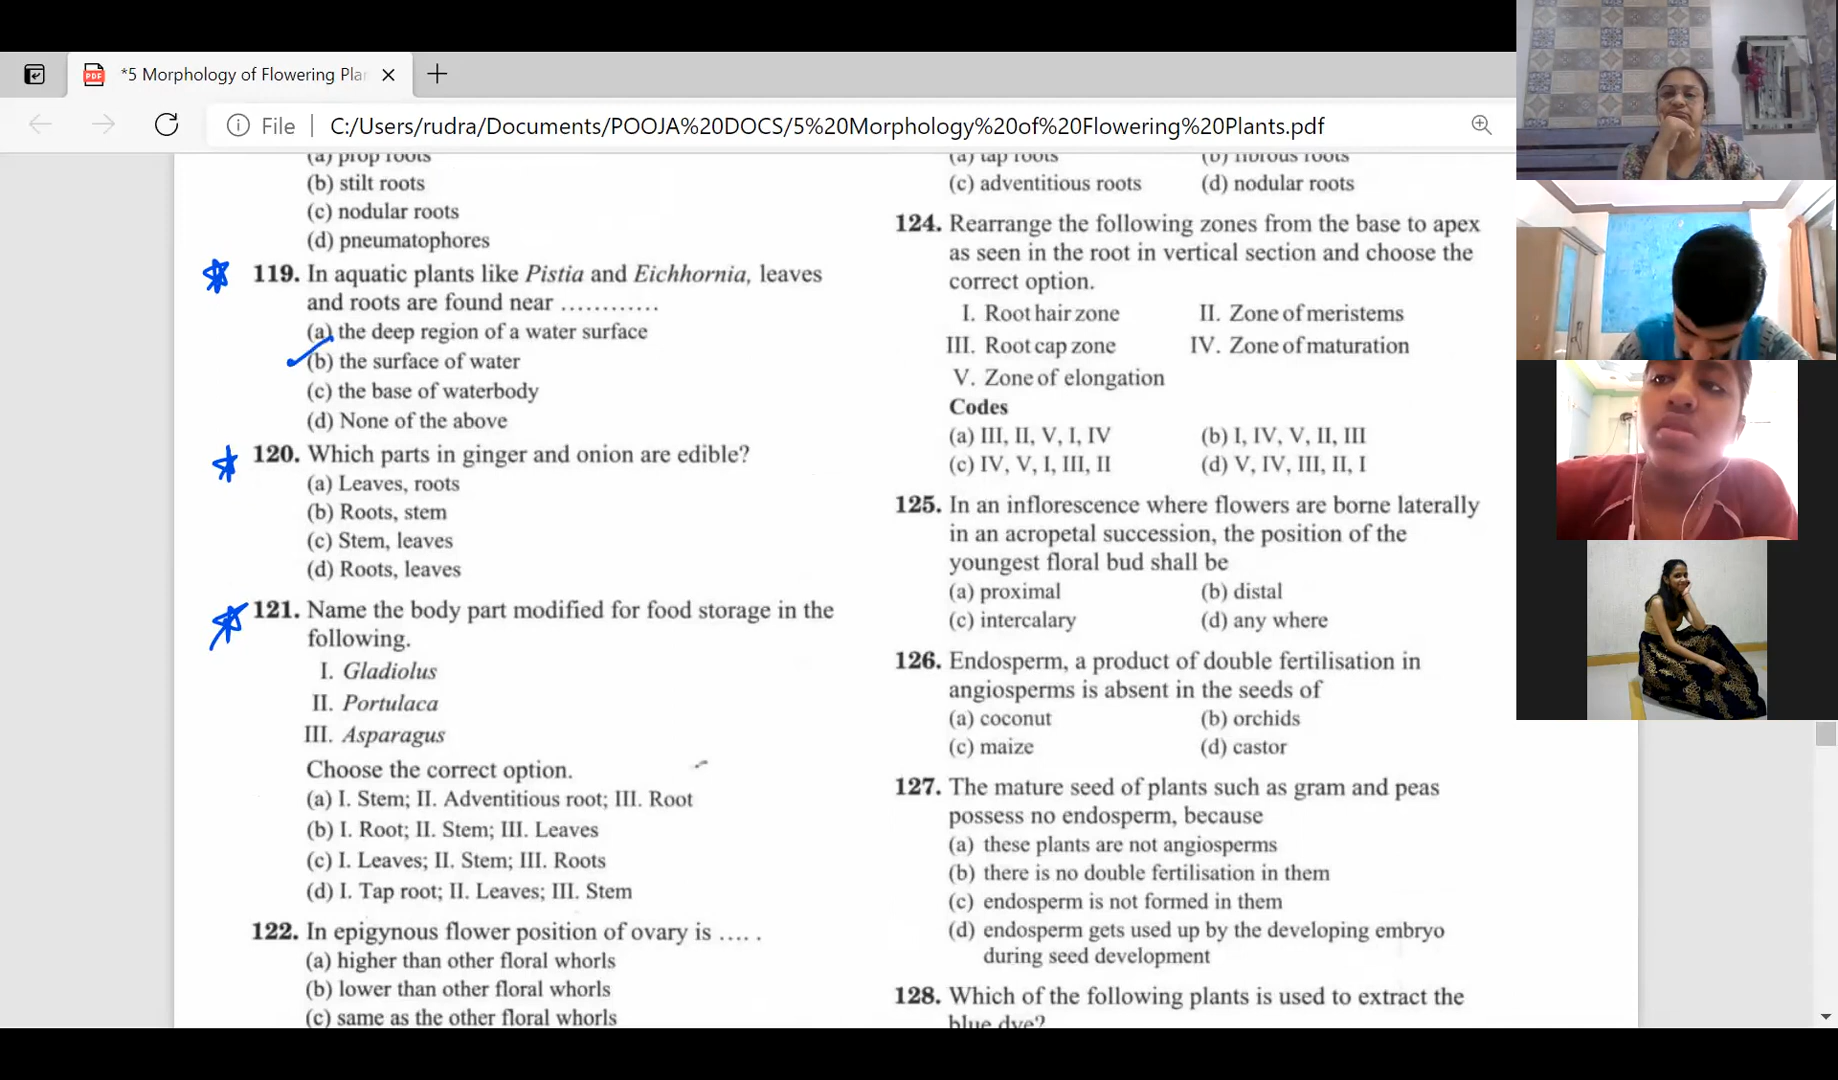 *5 Morphology of Flowering Pla
File
C:/Users/rudra/Documents/POOJA%20DOCS/5%20Morphology%20of%20Flowering%20Plants.pdf
(a) prop roots
(b) stilt roots
(c) nodular roots
(d) pneumatophores
119. In aquatic plants like Pistia and Eichhornia, leaves
and roots are found near ............
(a) the deep region of a water surface
(b) the surface of water
(c) the base of waterbody
(d) None of the above
120. Which parts in ginger and onion are edible?
(a) Leaves, roots
(b) Roots, stem
(c) Stem, leaves
(d) Roots, leaves
121. Name the body part modified for food storage in the
following.
I. Gladiolus
II. Portulaca
III. Asparagus
Choose the correct option.
(a) I. Stem; II. Adventitious root; III. Root
(b) I. Root; II. Stem; III. Leaves
(c) I. Leaves; II. Stem; III. Roots
(d) I. Tap root; II. Leaves; III. Stem
122. In epigynous flower position of ovary is .... .
(a) higher than other floral whorls
(b) lower than other floral whorls
(c) same as the other floral whorls
(a) tap roots (b) fibrous roots
(c) adventitious roots (d) nodular roots
124. Rearrange the following zones from the base to apex
as seen in the root in vertical section and choose the
correct option.
I. Root hair zone II. Zone of meristems
III. Root cap zone IV. Zone of maturation
V. Zone of elongation
Codes
(a) III, II, V, I, IV (b) I, IV, V, II, III
(c) IV, V, I, III, II (d) V, IV, III, II, I
125. In an inflorescence where flowers are borne laterally
in an acropetal succession, the position of the
youngest floral bud shall be
(a) proximal (b) distal
(c) intercalary (d) any where
126. Endosperm, a product of double fertilisation in
angiosperms is absent in the seeds of
(a) coconut (b) orchids
(c) maize (d) castor
127. The mature seed of plants such as gram and peas
possess no endosperm, because
(a) these plants are not angiosperms
(b) there is no double fertilisation in them
(c) endosperm is not formed in them
(d) endosperm gets used up by the developing embryo
during seed development
128. Which of the following plants is used to extract the
blue dye?